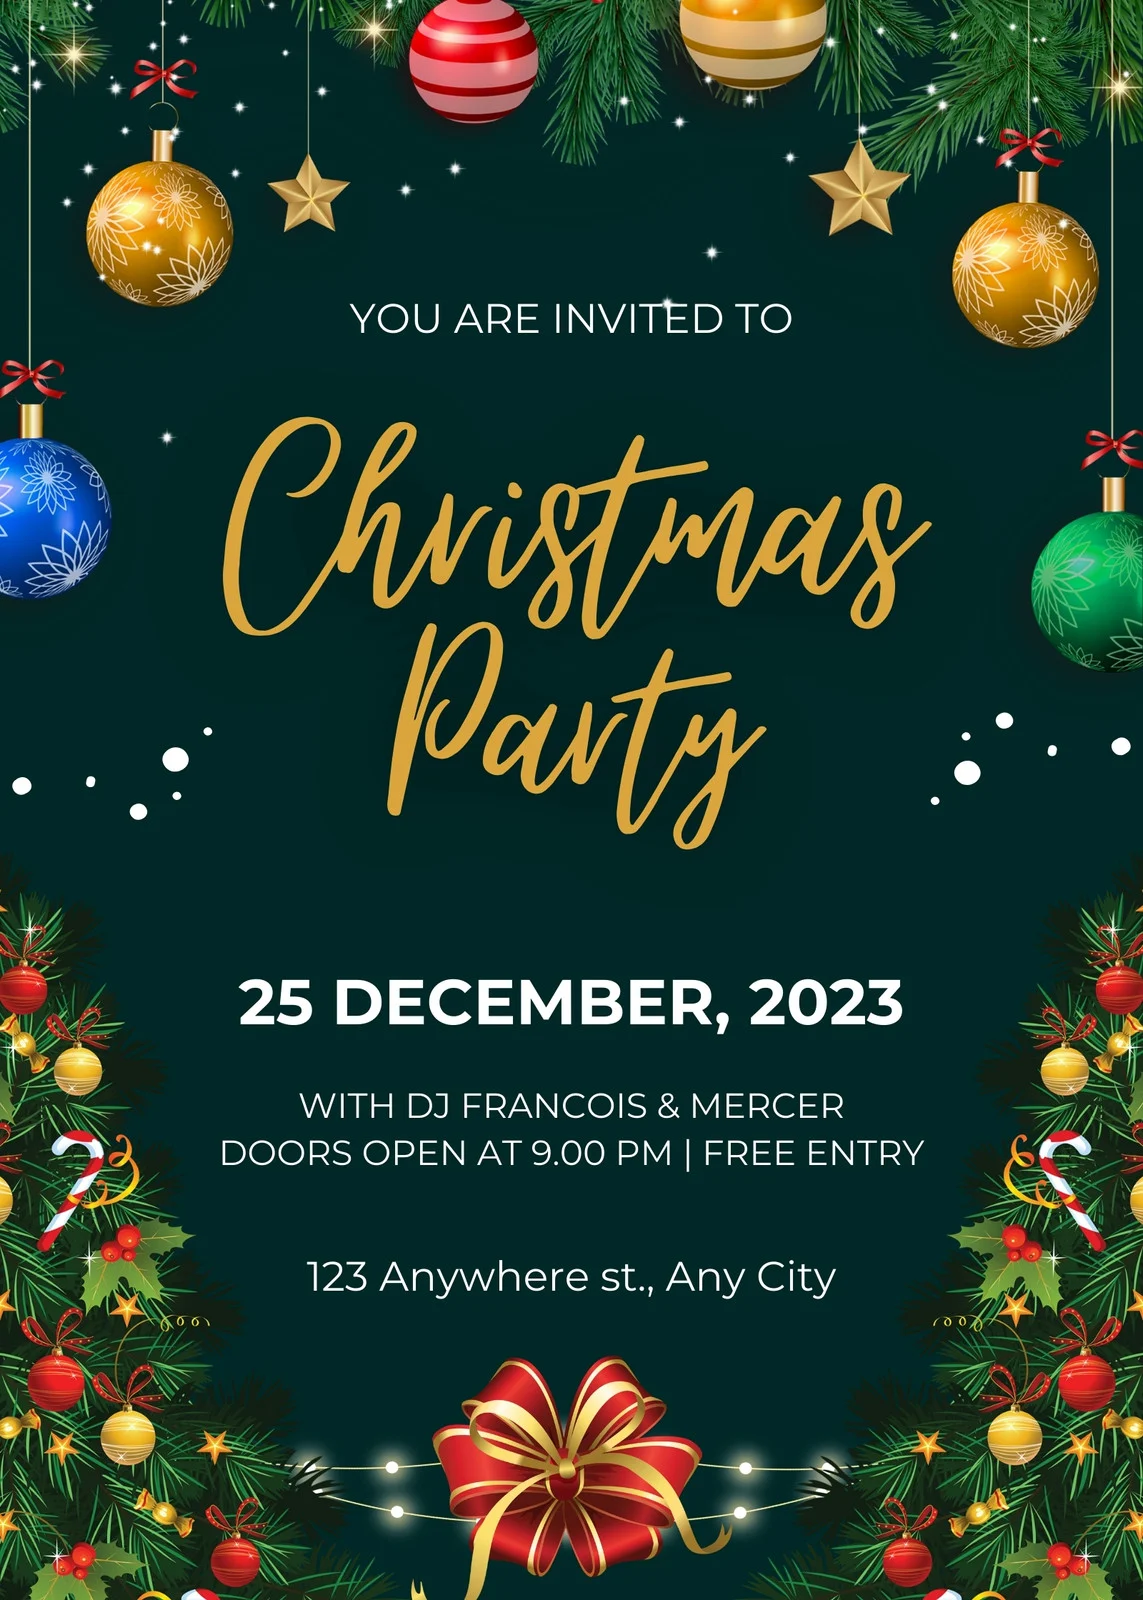 YOU ARE INVITED TO
Christmas
Party
25 DECEMBER, 2023
WITH DJ FRANCOIS & MERCER
DOORS OPEN AT 9.00 PM | FREE ENTRY
123 Anywhere st., Any City